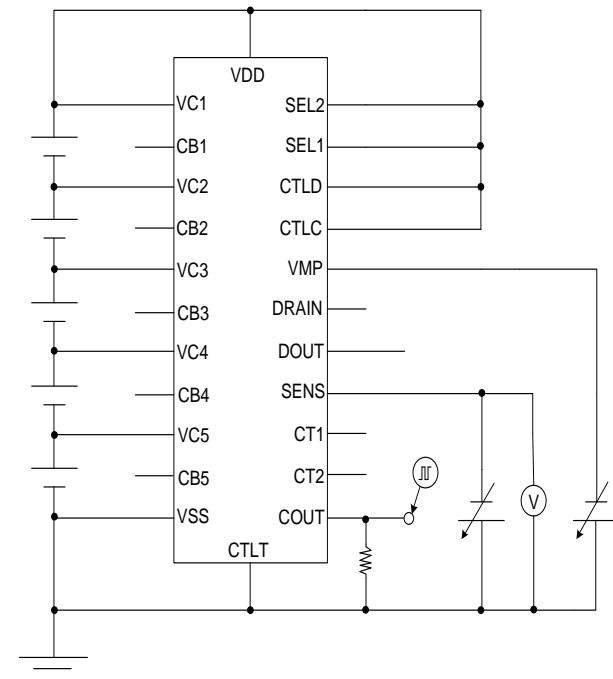 VDD
VC1
SEL2
CB1
SEL1
VC2
CTLD
CB2
CTLC
VC3
VMP
CB3
DRAIN
VC4
DOUT
CB4
SENS
VC5
CT1
CB5
CT2
VSS
COUT
CTLT
V